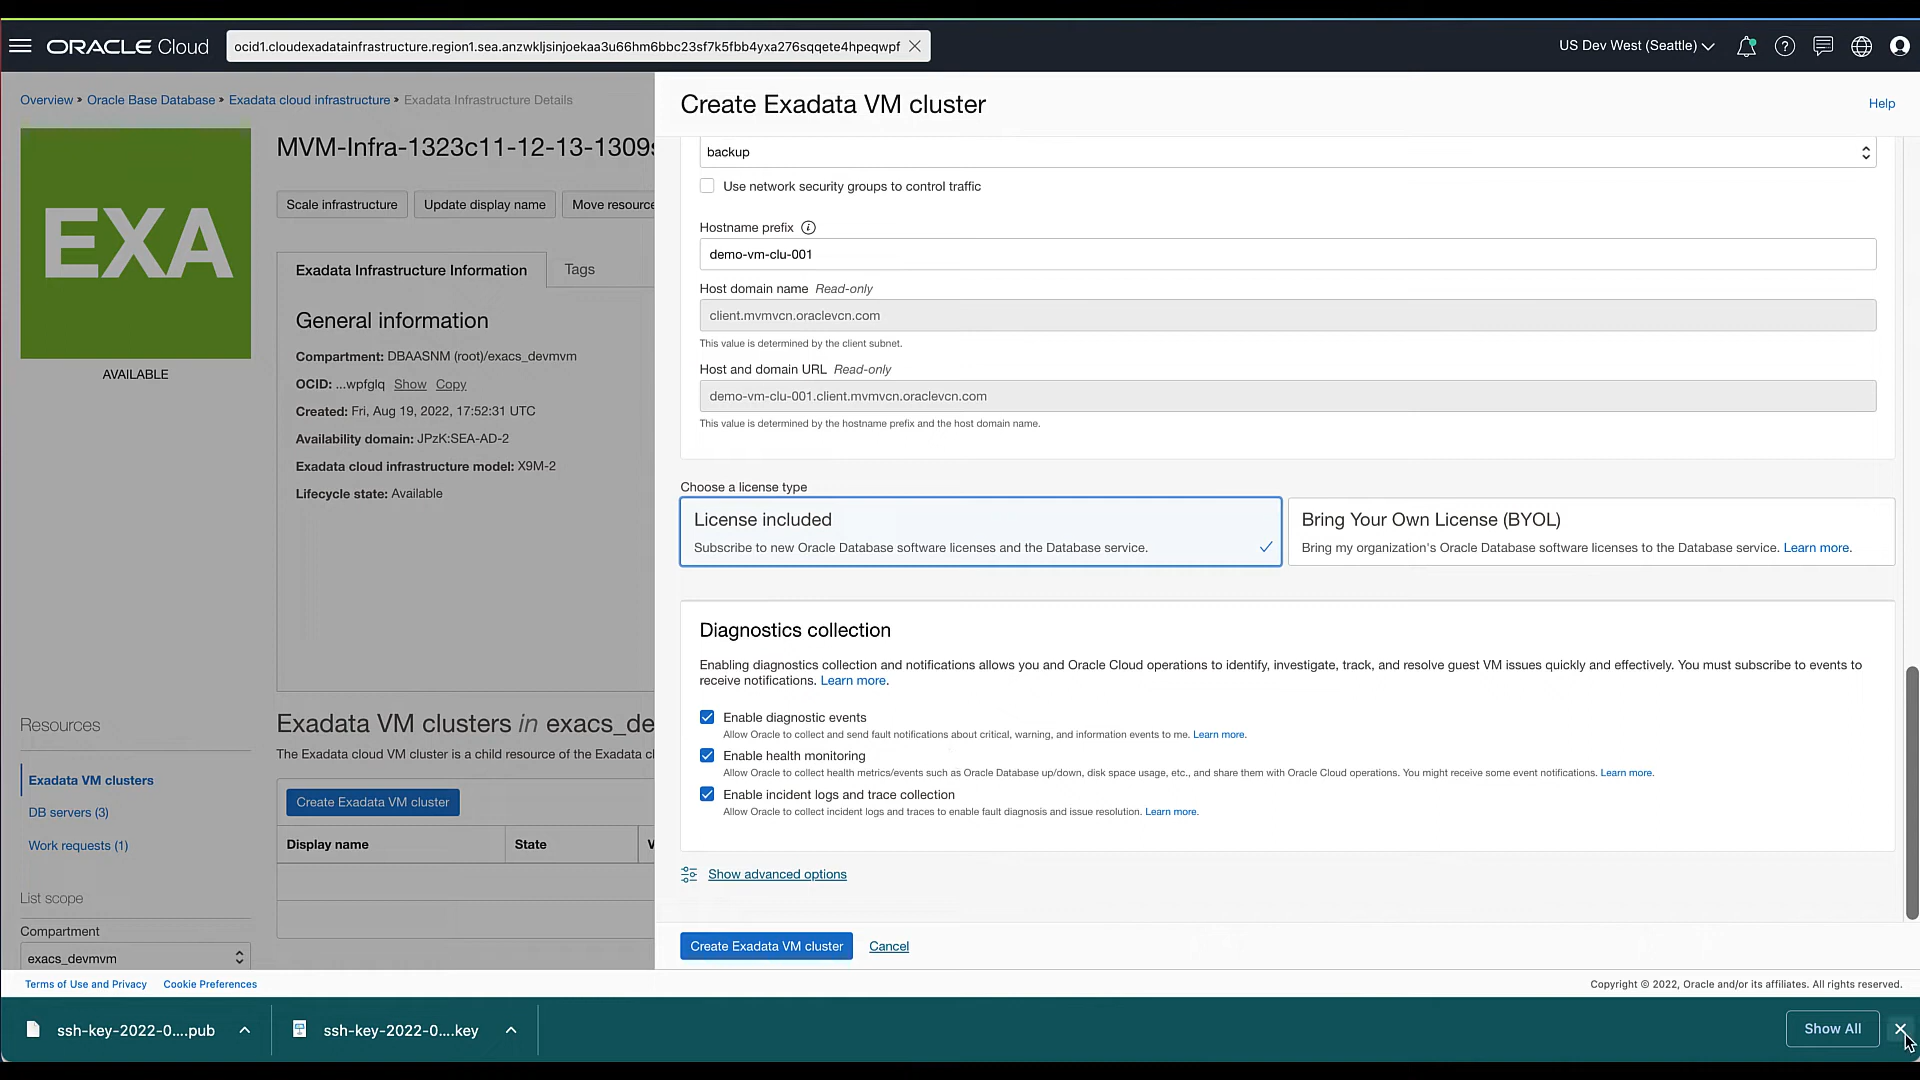 ORACLE Cloud
ocid1.cloudexadatainfrastructure.region1.sea.anzwkljsinjoekaa3u66hm6bbc23sf7k5fbb4yxa276sqqete4hpeqwpf
US Dev West (Seattle)
Overview » Oracle Base Database » Exadata cloud infrastructure » Exadata Infrastructure Details
EXA
AVAILABLE
MVM-Infra-1323c11-12-13-1309s
Scale infrastructure
Update display name
Move resource
Exadata Infrastructure Information
Tags
General information
Compartment: DBAASNM (root)/exacs_devmvm
OCID: ...wpfglq Show Copy
Created: Fri, Aug 19, 2022, 17:52:31 UTC
Availability domain: JPzK:SEA-AD-2
Exadata cloud infrastructure model: X9M-2
Lifecycle state: Available
Resources
Exadata VM clusters
DB servers (3)
Work requests (1)
List scope
Compartment
exacs_devmvm
Exadata VM clusters in exacs_de
The Exadata cloud VM cluster is a child resource of the Exadata cl
Create Exadata VM cluster
Display name
State
V
Create Exadata VM cluster
Help
backup
Use network security groups to control traffic
Hostname prefix
demo-vm-clu-001
Host domain name Read-only
client.mvmvcn.oraclevcn.com
This value is determined by the client subnet.
Host and domain URL Read-only
demo-vm-clu-001.client.mvmvcn.oraclevcn.com
This value is determined by the hostname prefix and the host domain name.
Choose a license type
License included
Subscribe to new Oracle Database software licenses and the Database service.
Bring Your Own License (BYOL)
Bring my organization's Oracle Database software licenses to the Database service. Learn more.
Diagnostics collection
Enabling diagnostics collection and notifications allows you and Oracle Cloud operations to identify, investigate, track, and resolve guest VM issues quickly and effectively. You must subscribe to events to
receive notifications. Learn more.
Enable diagnostic events
Allow Oracle to collect and send fault notifications about critical, warning, and information events to me. Learn more.
Enable health monitoring
Allow Oracle to collect health metrics/events such as Oracle Database up/down, disk space usage, etc., and share them with Oracle Cloud operations. You might receive some event notifications. Learn more.
Enable incident logs and trace collection
Allow Oracle to collect incident logs and traces to enable fault diagnosis and issue resolution. Learn more.
Show advanced options
Create Exadata VM cluster
Cancel
Terms of Use and Privacy
Cookie Preferences
Copyright © 2022, Oracle and/or its affiliates. All rights reserved.
ssh-key-2022-0....pub
ssh-key-2022-0....key
Show All